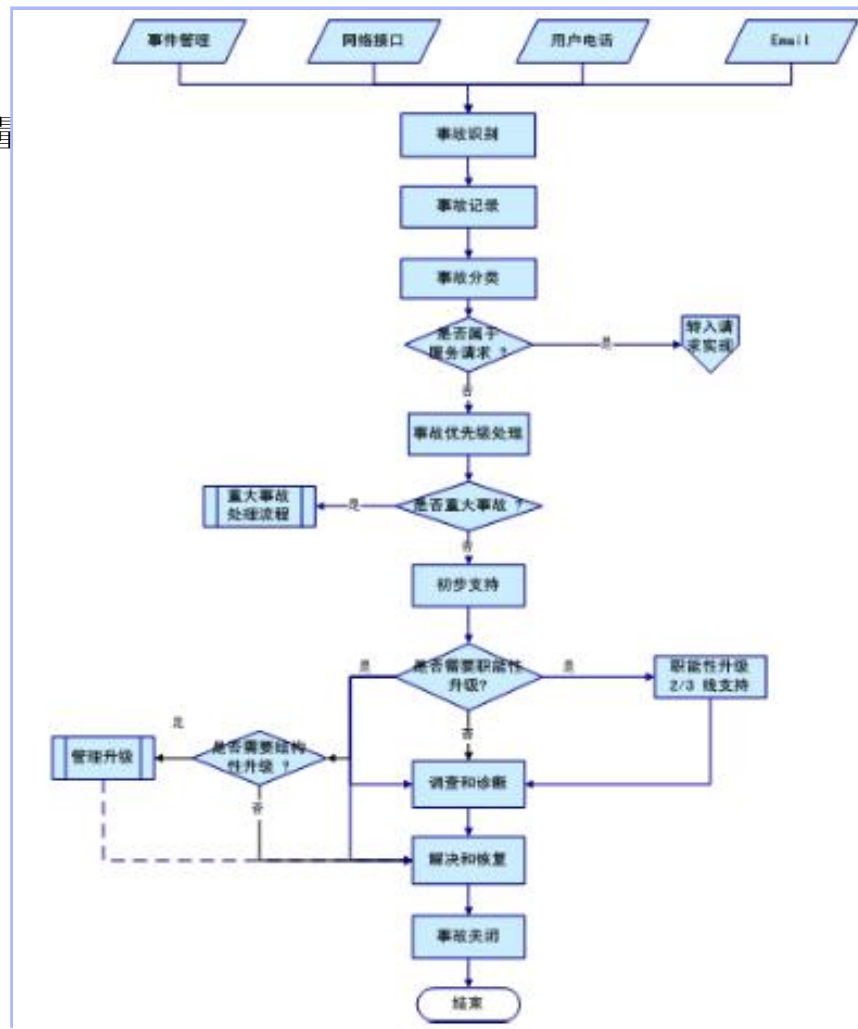 事件管理
网络接口
用户电话
Email
事故识别
事故记录
事故分类
是否属于
服务请求 ?
是
转入请
求实现
否
事故优先级处理
是否重大事故 ?
是
重大事故
处理流程
否
初步支持
是否需要职能性
升级?
是
是
职能性升级
2/3 线支持
否
是否需要结构
性升级 ?
是
管理升级
否
调查和诊断
解决和恢复
事故关闭
结束